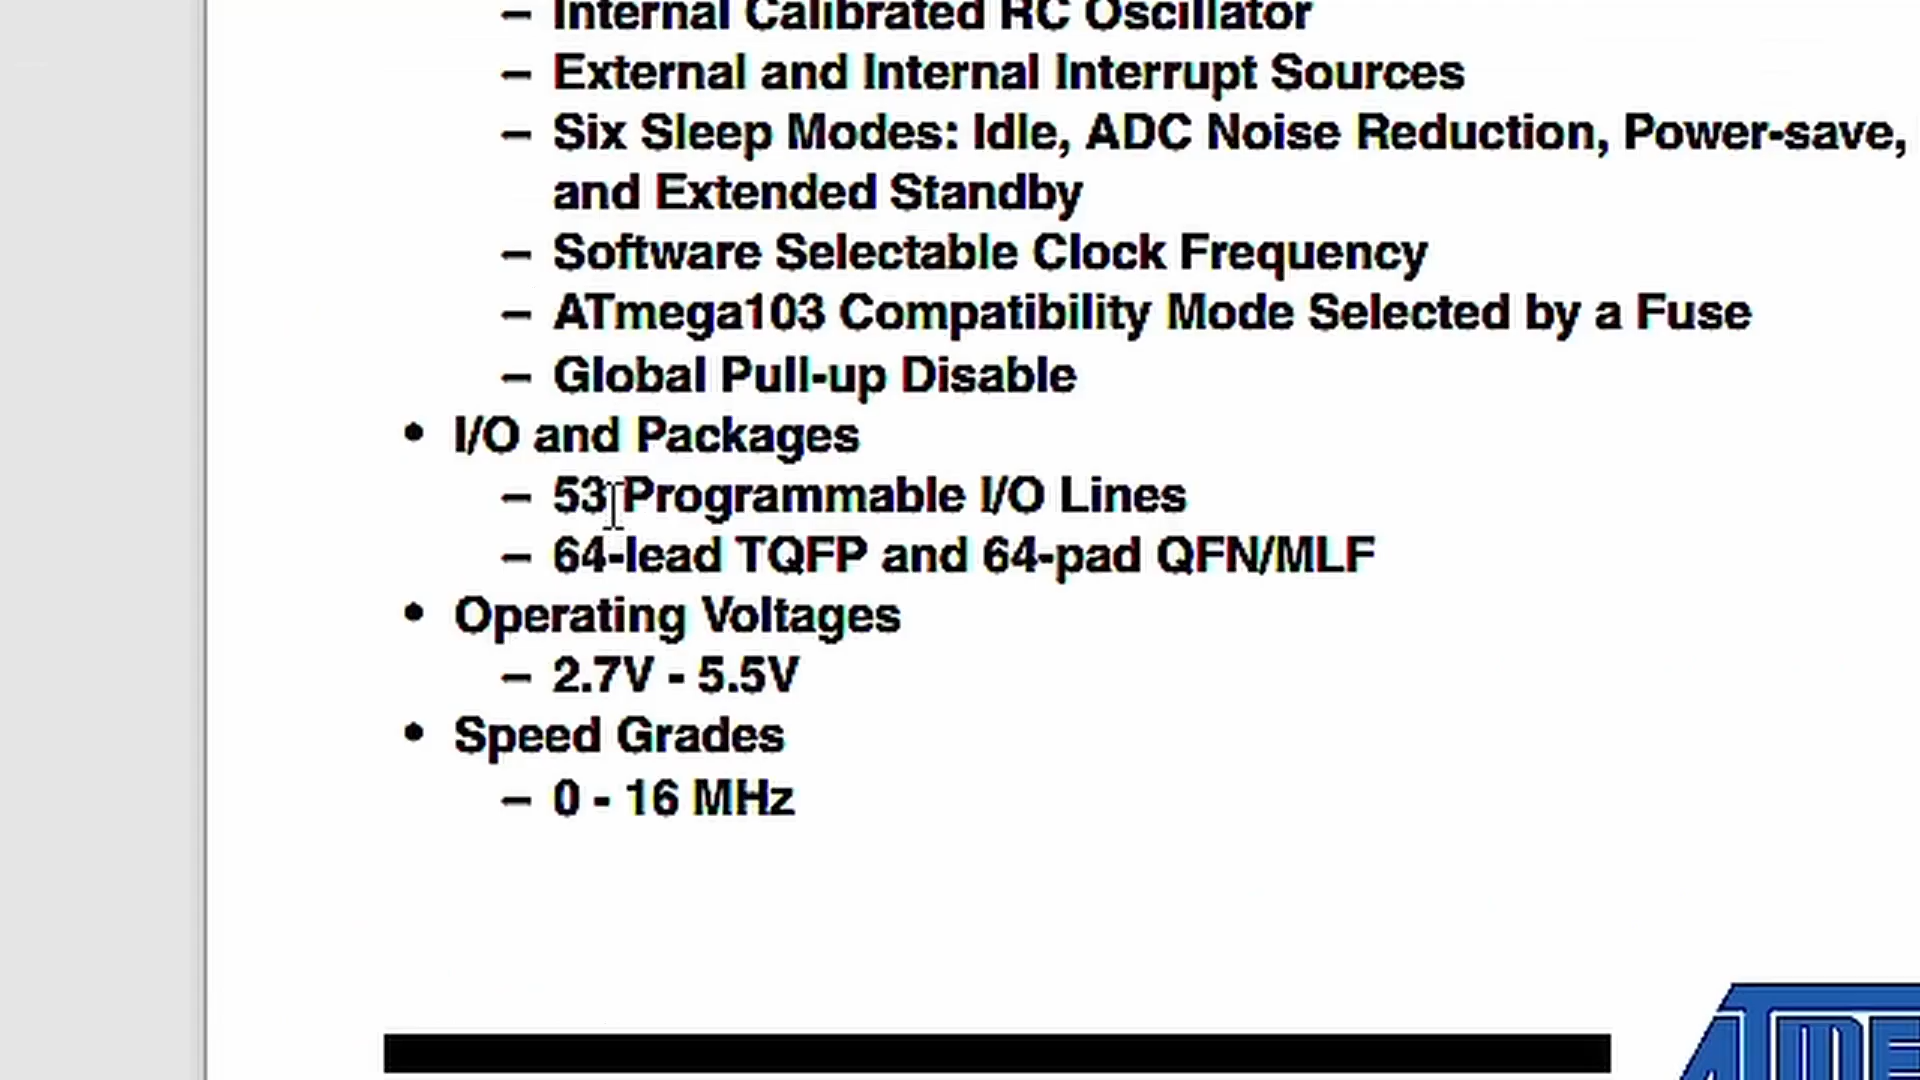 – Internal Calibrated RC Oscillator
– External and Internal Interrupt Sources
– Six Sleep Modes: Idle, ADC Noise Reduction, Power-save,
and Extended Standby
– Software Selectable Clock Frequency
– ATmega103 Compatibility Mode Selected by a Fuse
– Global Pull-up Disable
• I/O and Packages
– 53 Programmable I/O Lines
– 64-lead TQFP and 64-pad QFN/MLF
• Operating Voltages
– 2.7V - 5.5V
• Speed Grades
– 0 - 16 MHz